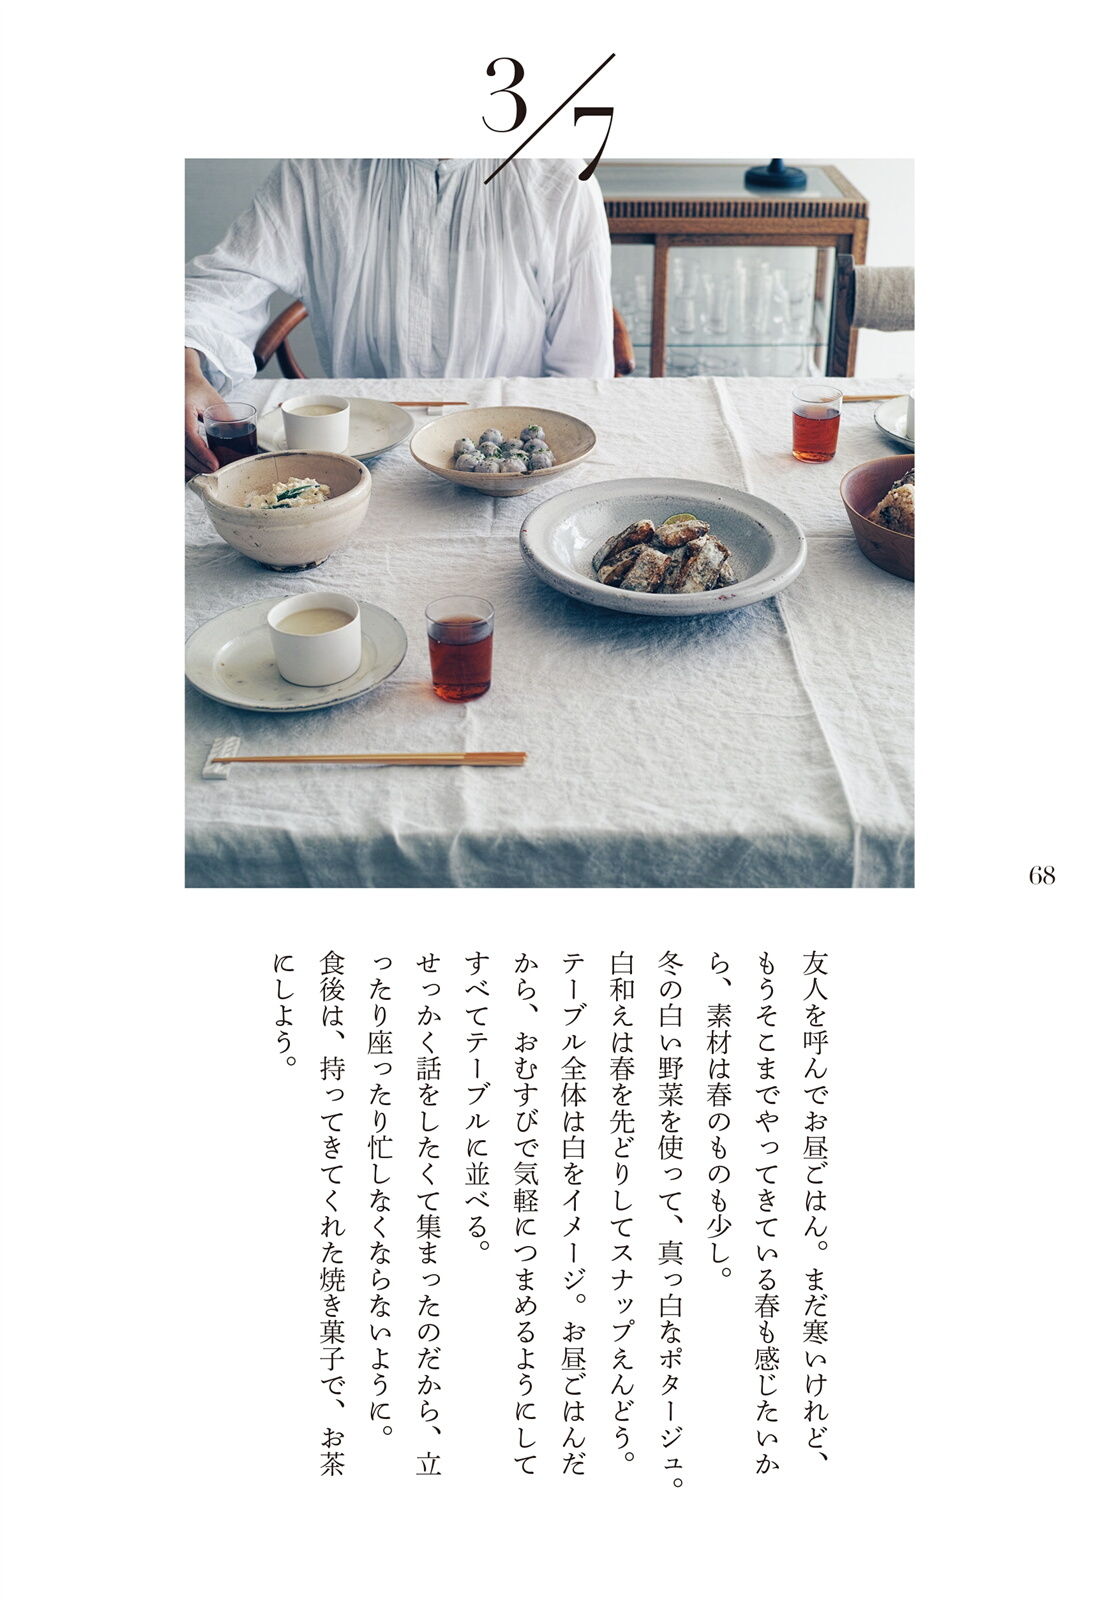 3/7
68
友人を呼んでお昼ごはん。まだ寒いけれど、
もうそこまでやってきている春も感じたいか
ら、素材は春のものも少し。
冬の白い野菜を使って、真っ白なポタージュ。
白和えは春を先どりしてスナップえんどう。
テーブル全体は白をイメージ。お昼ごはんだ
から、おむすびで気軽につまめるようにして
すべてテーブルに並べる。
せっかく話をしたくて集まったのだから、立
ったり座ったり忙しなくならないように。
食後は、持ってきてくれた焼き菓子で、お茶
にしよう。